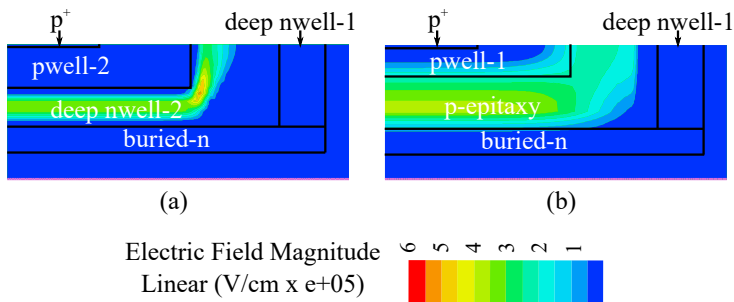 p+ deep nwell-1
pwell-2
deep nwell-2
buried-n
(a)
p+ deep nwell-1
pwell-1
p-epitaxy
buried-n
(b)
Electric Field Magnitude
Linear (V/cm x e+05)
6 5 4 3 2 1